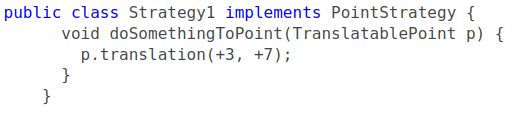 public class Strategy1 implements PointStrategy {
      void doSomethingToPoint(TranslatablePoint p) {
        p.translation(+3, +7);
      }
    }